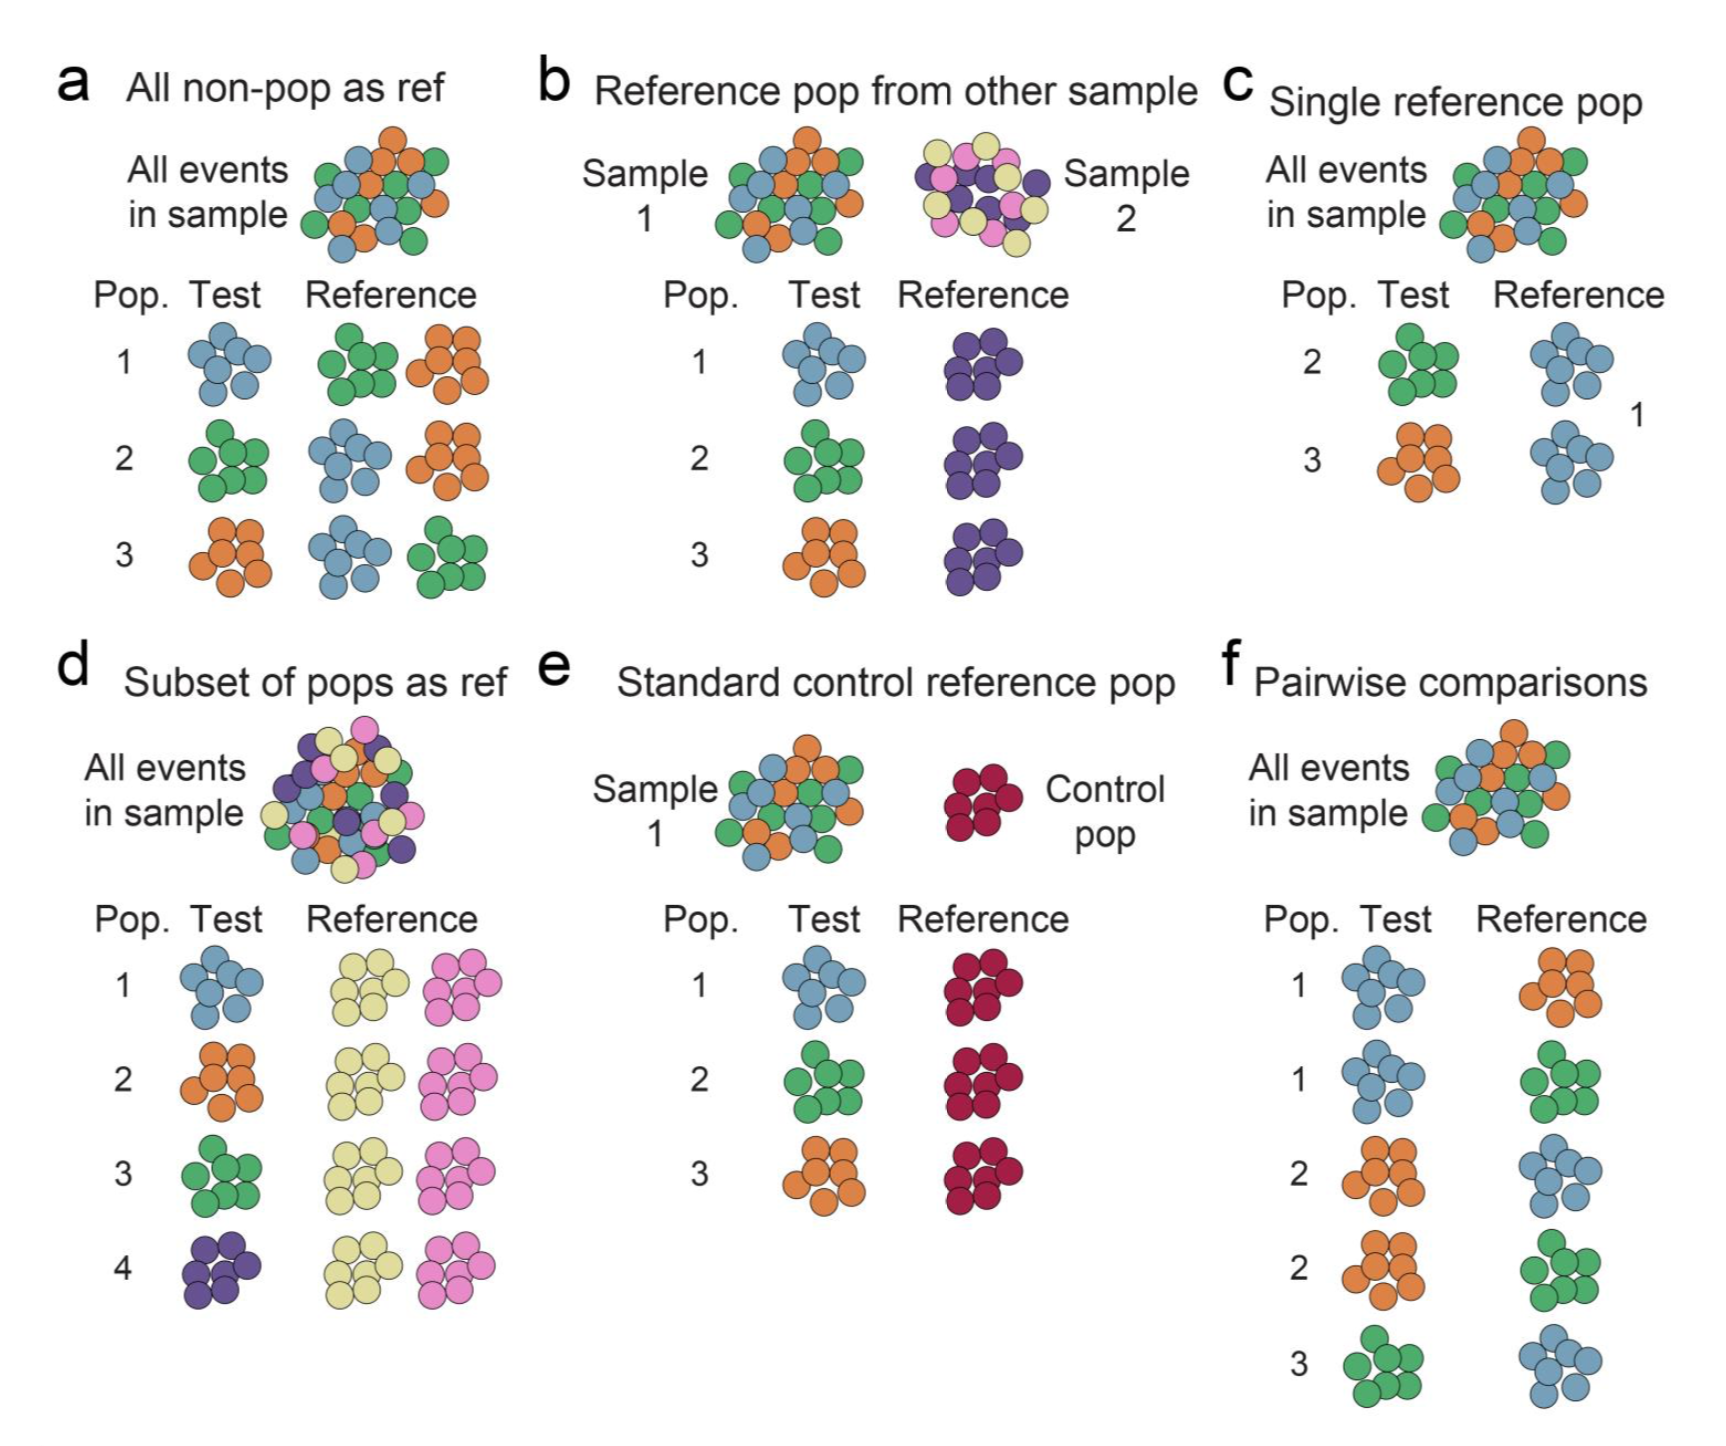 a All non-pop as ref
All events
in sample
Pop. Test Reference
1
2
3
b Reference pop from other sample
Sample
1
Sample
2
Pop. Test Reference
1
2
3
c Single reference pop
All events
in sample
Pop. Test Reference
2
1
3
d Subset of pops as ref
All events
in sample
Pop. Test Reference
1
2
3
4
e Standard control reference pop
Sample
1
Control
pop
Pop. Test Reference
1
2
3
f Pairwise comparisons
All events
in sample
Pop. Test Reference
1
1
2
2
3